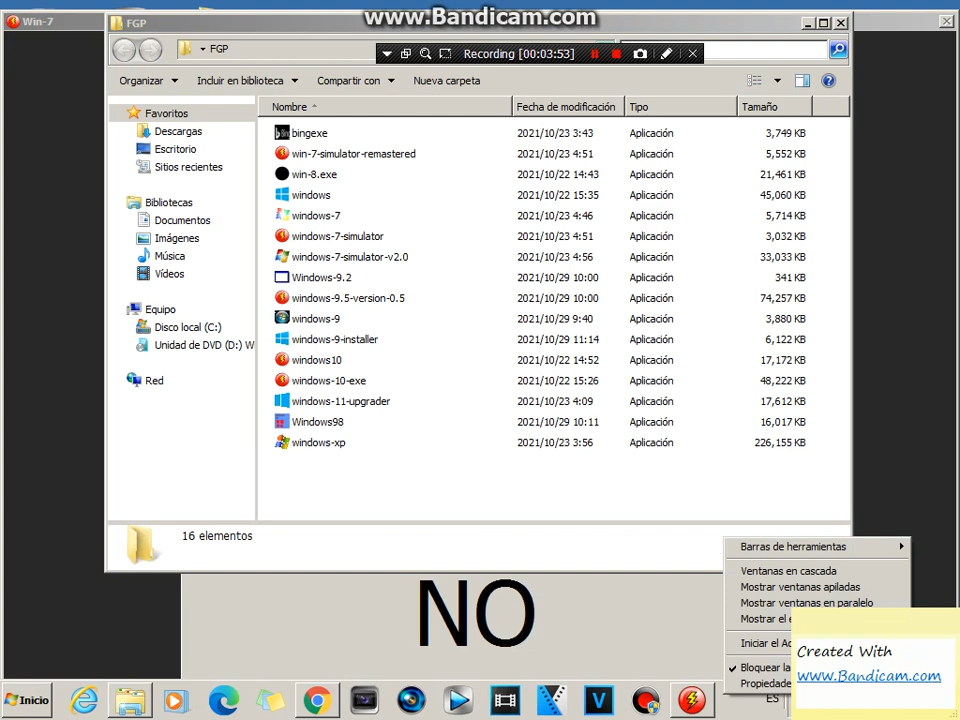 www.Bandicam.com
Win-7
FGP
FGP
Recording [00:03:53]
Organizar
Incluir en biblioteca
Compartir con
Nueva carpeta
Nombre
Fecha de modificación
Tipo
Tamaño
Favoritos
Descargas
Escritorio
Sitios recientes
Bibliotecas
Documentos
Imágenes
Música
Vídeos
Equipo
Disco local (C:)
Unidad de DVD (D:) W
Red
bingexe 2021/10/23 3:43 Aplicación 3,749 KB
win-7-simulator-remastered 2021/10/23 4:51 Aplicación 5,552 KB
win-8.exe 2021/10/22 14:43 Aplicación 21,461 KB
windows 2021/10/22 15:35 Aplicación 45,060 KB
windows-7 2021/10/23 4:46 Aplicación 5,714 KB
windows-7-simulator 2021/10/23 4:51 Aplicación 3,032 KB
windows-7-simulator-v2.0 2021/10/23 4:56 Aplicación 33,033 KB
Windows-9.2 2021/10/29 10:00 Aplicación 341 KB
windows-9.5-version-0.5 2021/10/29 10:00 Aplicación 74,257 KB
windows-9 2021/10/29 9:40 Aplicación 3,880 KB
windows-9-installer 2021/10/29 11:14 Aplicación 6,122 KB
windows10 2021/10/22 14:52 Aplicación 17,172 KB
windows-10-exe 2021/10/22 15:26 Aplicación 48,222 KB
windows-11-upgrader 2021/10/23 4:09 Aplicación 17,612 KB
Windows98 2021/10/29 10:11 Aplicación 16,017 KB
windows-xp 2021/10/23 3:56 Aplicación 226,155 KB
16 elementos
NO
Barras de herramientas
Ventanas en cascada
Mostrar ventanas apiladas
Mostrar ventanas en paralelo
Mostrar el e
Iniciar el Ad
Bloquear la
Propiedade
Created With
www.Bandicam.com
Inicio
ES